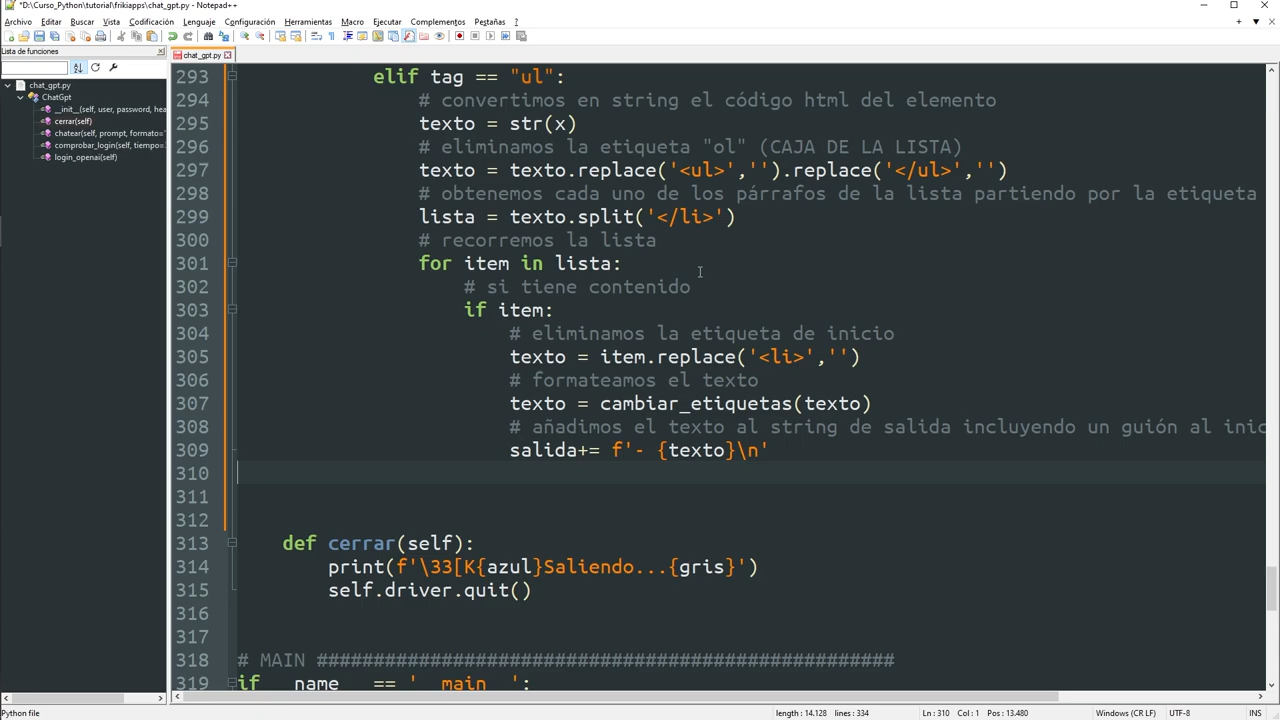 *D:\Curso_Python\tutorial\frikiapps\chat_gpt.py - Notepad++
Archivo Editar Buscar Vista Codificación Lenguaje Configuración Herramientas Macro Ejecutar Complementos Pestañas ?
Lista de funciones
chat_gpt.py
chat_gpt.py
ChatGpt
__init__(self, user, password, hea
cerrar(self)
chatear(self, prompt, formato='
comprobar_login(self, tiempo=
login_openai(self)
293 elif tag == "ul":
294 # convertimos en string el código html del elemento
295 texto = str(x)
296 # eliminamos la etiqueta "ol" (CAJA DE LA LISTA)
297 texto = texto.replace('<ul>','').replace('</ul>','')
298 # obtenemos cada uno de los párrafos de la lista partiendo por la etiqueta
299 lista = texto.split('</li>')
300 # recorremos la lista
301 for item in lista:
302 # si tiene contenido
303 if item:
304 # eliminamos la etiqueta de inicio
305 texto = item.replace('<li>','')
306 # formateamos el texto
307 texto = cambiar_etiquetas(texto)
308 # añadimos el texto al string de salida incluyendo un guión al inic
309 salida+= f'- {texto}\n'
310
311
312
313 def cerrar(self):
314 print(f'\33[K{azul}Saliendo...{gris}')
315 self.driver.quit()
316
317
318 # MAIN ###################################################
319 if __name__ == '__main__':
Python file length : 14.128 lines : 334 Ln : 310 Col : 1 Pos : 13.480 Windows (CR LF) UTF-8 INS